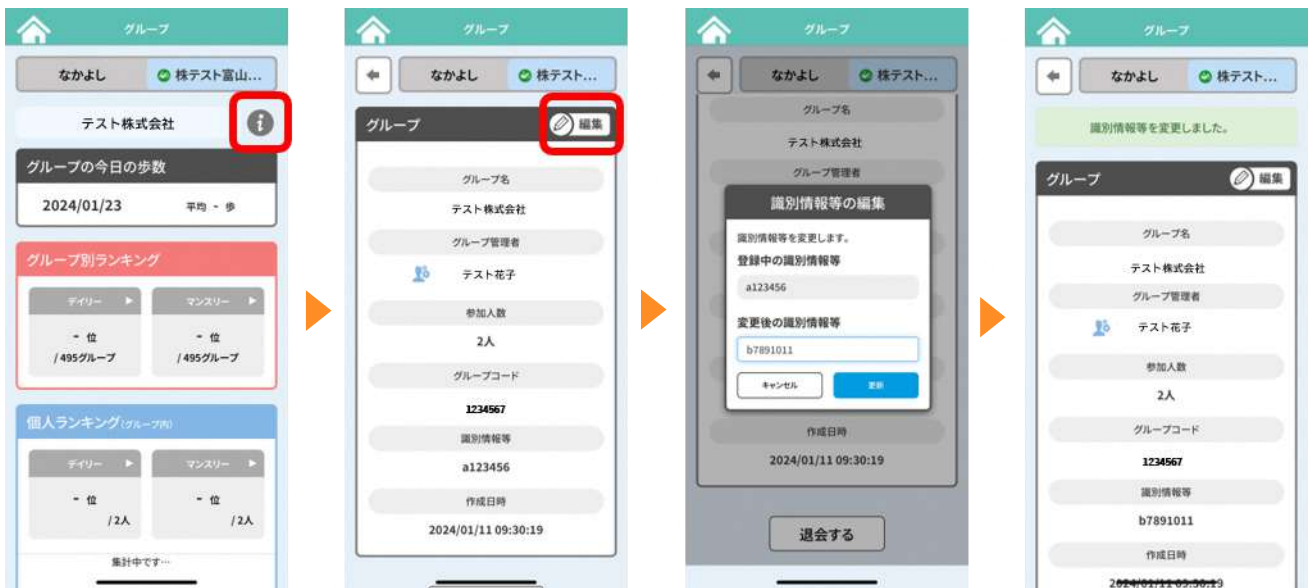 グループ
なかよし
株テスト富山...
テスト株式会社
グループの今日の歩数
2024/01/23
平均 - 歩
グループ別ランキング
デイリー
マンスリー
- 位
- 位
/495グループ
/495グループ
個人ランキング(グループ内)
デイリー
マンスリー
- 位
- 位
/2人
/2人
集計中です…
グループ
なかよし
株テスト...
グループ
編集
グループ名
テスト株式会社
グループ管理者
テスト花子
参加人数
2人
グループコード
1234567
識別情報等
a123456
作成日時
2024/01/11 09:30:19
グループ
なかよし
株テスト...
グループ名
テスト株式会社
グループ管理者
識別情報等の編集
識別情報等を変更します。
登録中の識別情報等
a123456
変更後の識別情報等
b7891011
キャンセル
更新
作成日時
2024/01/11 09:30:19
退会する
グループ
なかよし
株テスト...
識別情報等を変更しました。
グループ
編集
グループ名
テスト株式会社
グループ管理者
テスト花子
参加人数
2人
グループコード
1234567
識別情報等
b7891011
作成日時
2024/01/11 09:30:19